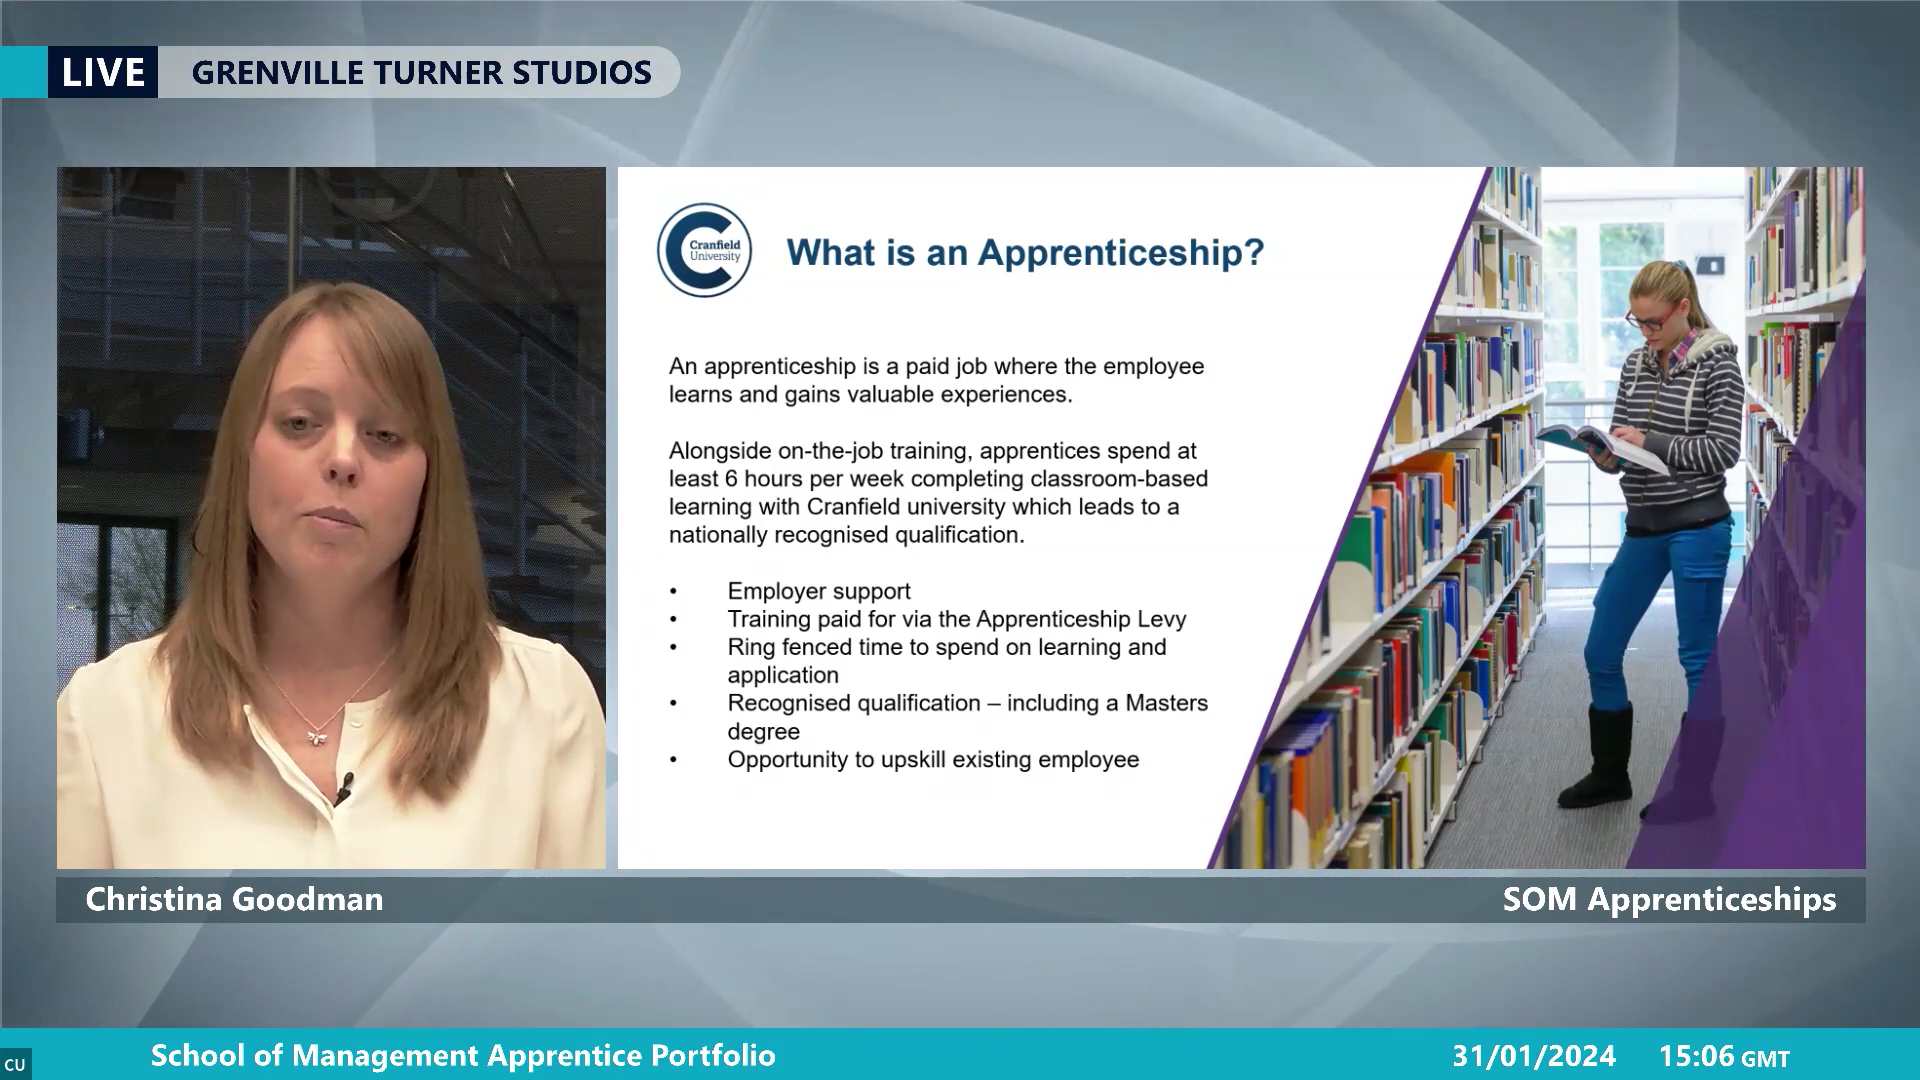 LIVE
GRENVILLE TURNER STUDIOS
Cranfield
University
What is an Apprenticeship?
An apprenticeship is a paid job where the employee
learns and gains valuable experiences.
Alongside on-the-job training, apprentices spend at
least 6 hours per week completing classroom-based
learning with Cranfield university which leads to a
nationally recognised qualification.
• Employer support
• Training paid for via the Apprenticeship Levy
• Ring fenced time to spend on learning and
application
• Recognised qualification – including a Masters
degree
• Opportunity to upskill existing employee
Christina Goodman
SOM Apprenticeships
CU
School of Management Apprentice Portfolio
31/01/2024 15:06 GMT